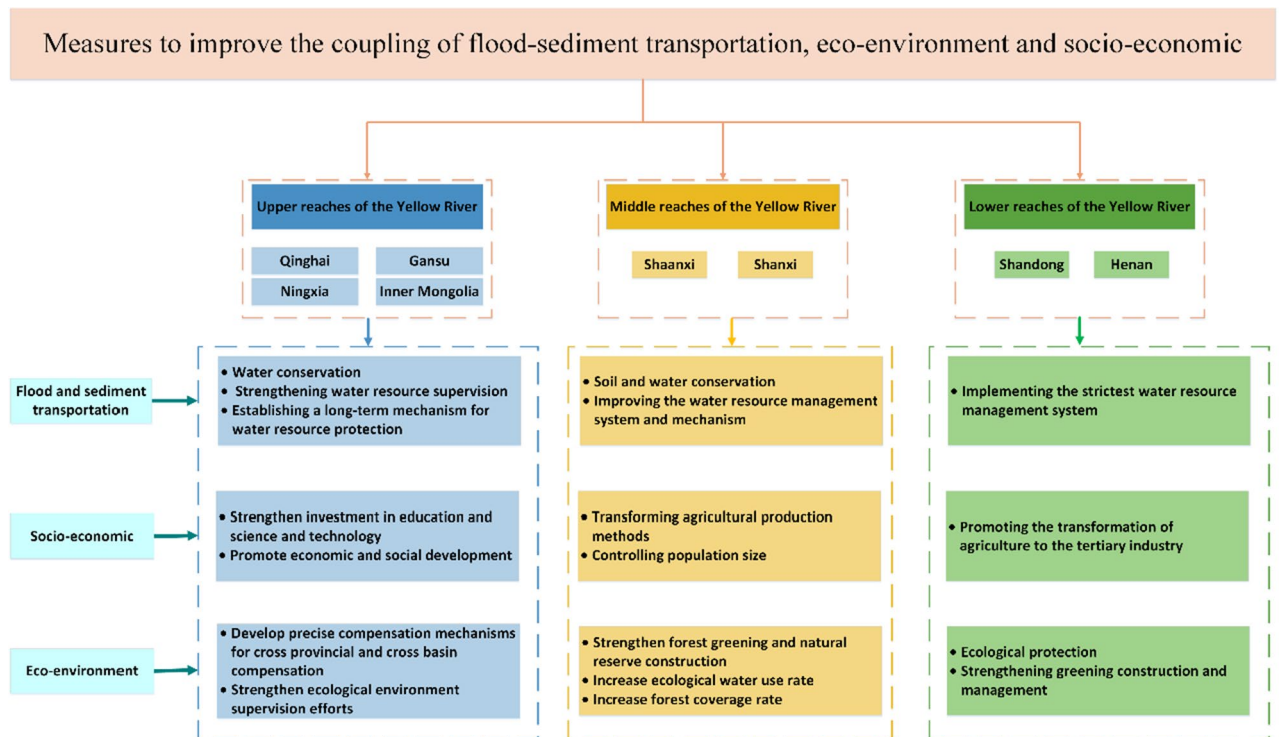 Measures to improve the coupling of flood-sediment transportation, eco-environment and socio-economic
Upper reaches of the Yellow River
Qinghai
Gansu
Ningxia
Inner Mongolia
Middle reaches of the Yellow River
Shaanxi
Shanxi
Lower reaches of the Yellow River
Shandong
Henan
Flood and sediment
transportation
• Water conservation
• Strengthening water resource supervision
• Establishing a long-term mechanism for
water resource protection
• Soil and water conservation
• Improving the water resource management
system and mechanism
• Implementing the strictest water resource
management system
Socio-economic
• Strengthen investment in education and
science and technology
• Promote economic and social development
• Transforming agricultural production
methods
• Controlling population size
• Promoting the transformation of
agriculture to the tertiary industry
Eco-environment
• Develop precise compensation mechanisms
for cross provincial and cross basin
compensation
• Strengthen ecological environment
supervision efforts
• Strengthen forest greening and natural
reserve construction
• Increase ecological water use rate
• Increase forest coverage rate
• Ecological protection
• Strengthening greening construction and
management